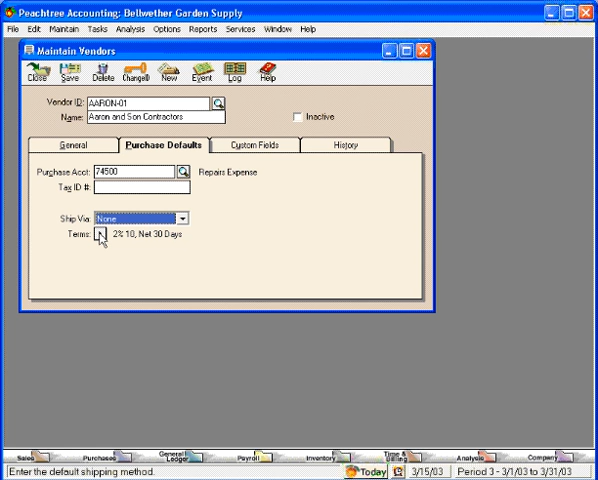 Peachtree Accounting: Bellwether Garden Supply
File Edit Maintain Tasks Analysis Options Reports Services Window Help
Maintain Vendors
Close Save Delete ChangeID New Event Log Help
Vendor ID: AARON-01
Name: Aaron and Son Contractors
Inactive
General Purchase Defaults Custom Fields History
Purchase Acct: 74500 Repairs Expense
Tax ID #:
Ship Via: None
Terms: 2% 10, Net 30 Days
Sales Purchases General Ledger Payroll Inventory Time & Billing Analysis Company
Enter the default shipping method. Today 3/15/03 Period 3 - 3/1/03 to 3/31/03